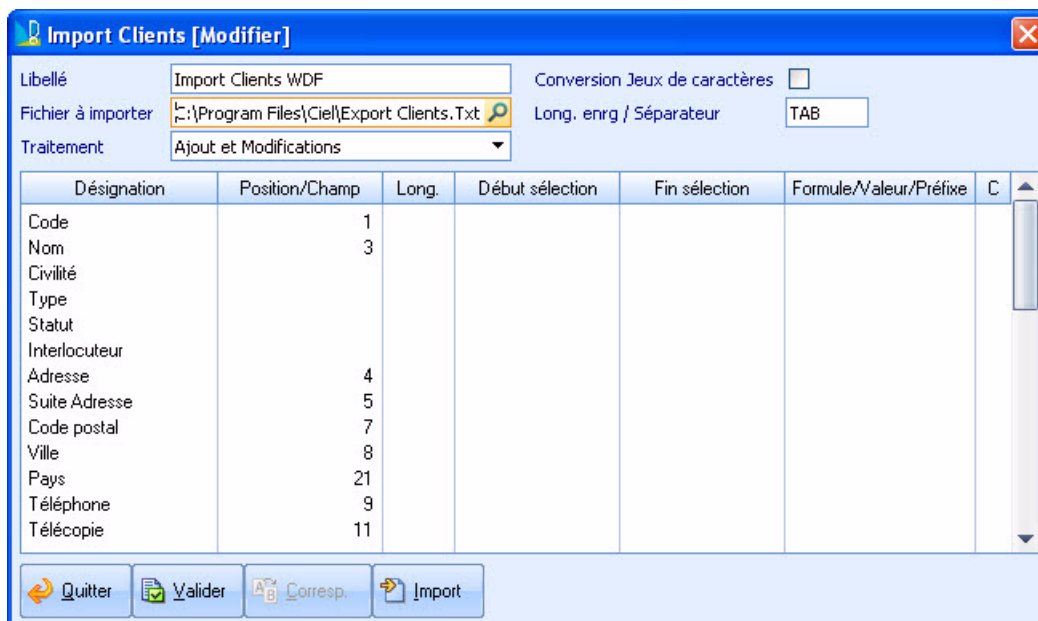 Import Clients [Modifier]
Libellé Import Clients WDF Conversion Jeux de caractères
Fichier à importer C:\Program Files\Ciel\Export Clients.Txt Long. enrg / Séparateur TAB
Traitement Ajout et Modifications
Désignation Position/Champ Long. Début sélection Fin sélection Formule/Valeur/Préfixe C
Code 1
Nom 3
Civilité
Type
Statut
Interlocuteur
Adresse 4
Suite Adresse 5
Code postal 7
Ville 8
Pays 21
Téléphone 9
Télécopie 11
Quitter Valider Corresp. Import